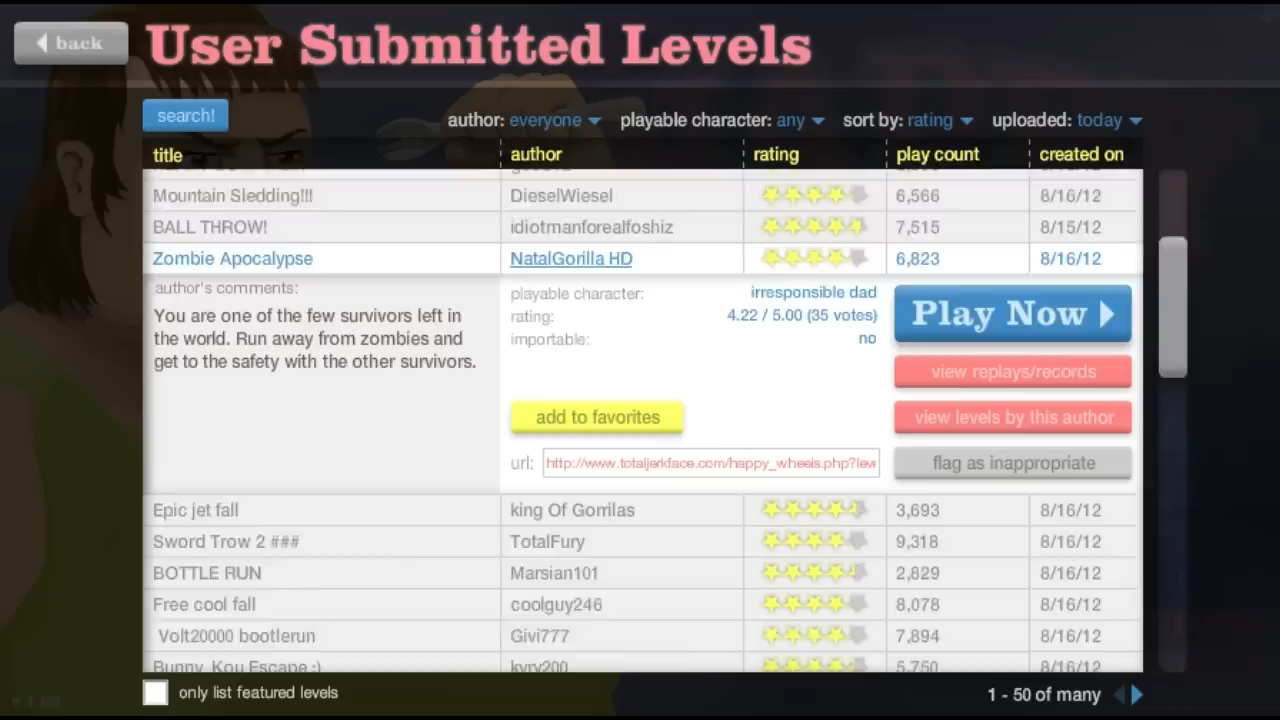 back
User Submitted Levels
search!
author: everyone playable character: any sort by: rating uploaded: today
title author rating play count created on
Mountain Sledding!!! DieselWiesel 6,566 8/16/12
BALL THROW! idiotmanforealfoshiz 7,515 8/15/12
Zombie Apocalypse NatalGorilla HD 6,823 8/16/12
author's comments:
You are one of the few survivors left in
the world. Run away from zombies and
get to the safety with the other survivors.
playable character: irresponsible dad
rating: 4.22 / 5.00 (35 votes)
importable: no
add to favorites
url: http://www.totaljerkface.com/happy_wheels.php?lev
Play Now
view replays/records
view levels by this author
flag as inappropriate
Epic jet fall king Of Gorrilas 3,693 8/16/12
Sword Trow 2 ### TotalFury 9,318 8/16/12
BOTTLE RUN Marsian101 2,829 8/16/12
Free cool fall coolguy246 8,078 8/16/12
Volt20000 bootlerun Givi777 7,894 8/16/12
Bunny Kou Escape :) 5,750 8/16/12
only list featured levels
1 - 50 of many